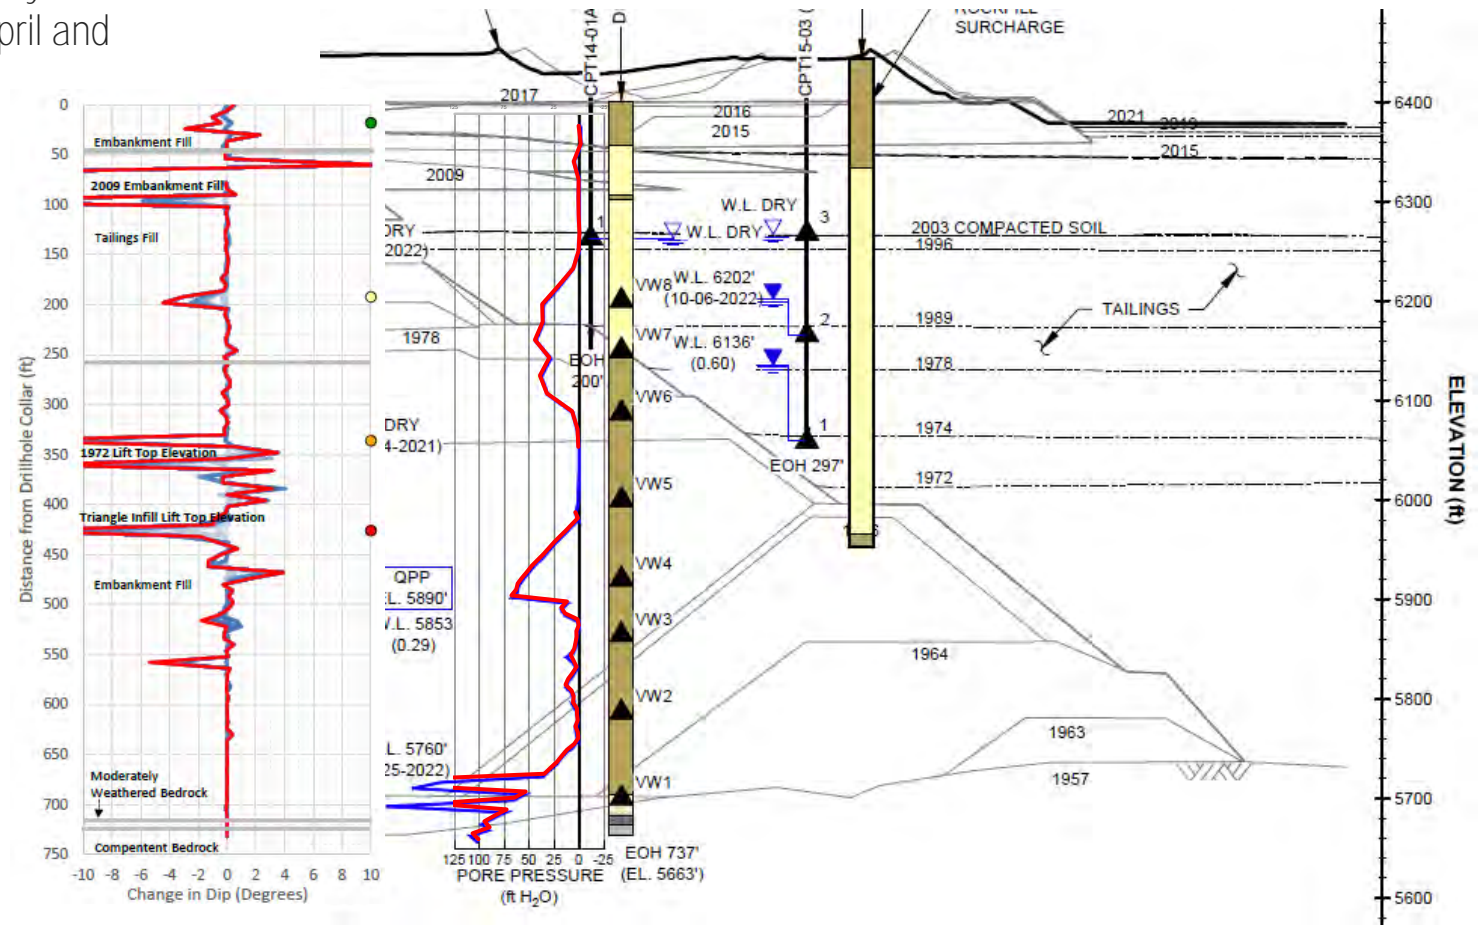 pril and
ROCKFILL
SURCHARGE
CPT14-01A
D
CPT15-03 (
0
50
100
150
200
250
300
350
400
450
500
550
600
650
700
750
Distance from Drillhole Collar (ft)
Embankment Fill
2009 Embankment Fill
Tailings Fill
1972 Lift Top Elevation
Triangle Infill Lift Top Elevation
Embankment Fill
Moderately
Weathered Bedrock
Compentent Bedrock
-10 -8 -6 -4 -2 0 2 4 6 8 10
Change in Dip (Degrees)
2017
2009
DRY
2022)
1978
DRY
4-2021)
QPP
EL. 5890'
W.L. 5853
(0.29)
L. 5760'
25-2022)
125 100 75 50 25 0 -25
PORE PRESSURE
(ft H2O)
1
EOH
200'
VW8
VW7
VW6
VW5
VW4
VW3
VW2
VW1
EOH 737'
(EL. 5663')
2016
2015
W.L. DRY
W.L. DRY
W.L. 6202'
(10-06-2022)
W.L. 6136'
(0.60)
3
2
1
EOH 297'
2021
2019
2015
2003 COMPACTED SOIL
1996
TAILINGS
1989
1978
1974
1972
1964
1963
1957
6400
6300
6200
6100
6000
5900
5800
5700
5600
ELEVATION (ft)